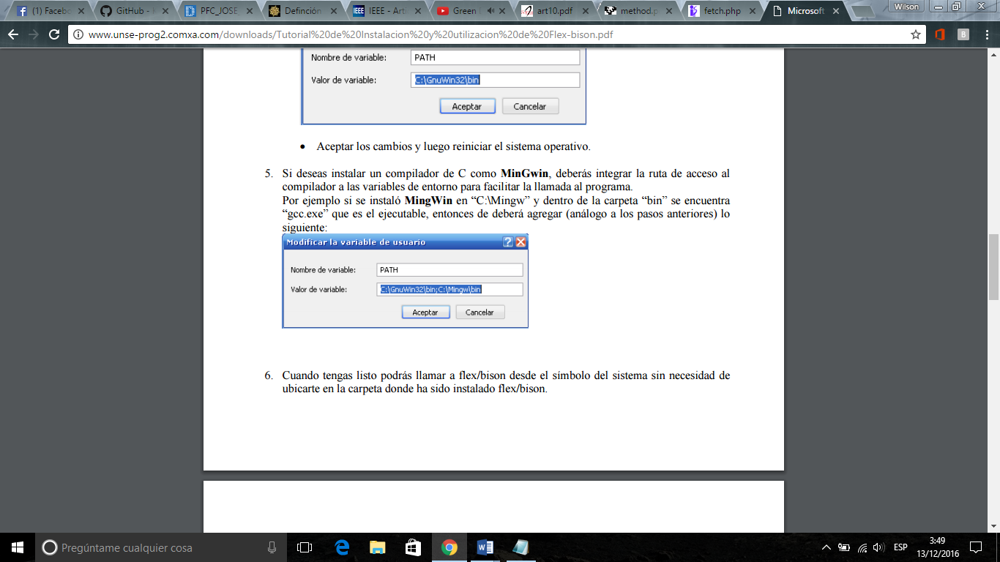 (1) Facebo
GitHub - 
PFC_JOSE
Definción
IEEE - Arti
Green
art10.pdf
method.p
fetch.php
Microsoft
Wilson
www.unse-prog2.comxa.com/downloads/Tutorial%20de%20Instalacion%20y%20utilizacion%20de%20Flex-bison.pdf
B
Nombre de variable: PATH
Valor de variable: C:\GnuWin32\bin
Aceptar Cancelar
• Aceptar los cambios y luego reiniciar el sistema operativo.
5. Si deseas instalar un compilador de C como MinGwin, deberás integrar la ruta de acceso al
compilador a las variables de entorno para facilitar la llamada al programa.
Por ejemplo si se instaló MingWin en “C:\Mingw” y dentro de la carpeta “bin” se encuentra
“gcc.exe” que es el ejecutable, entonces de deberá agregar (análogo a los pasos anteriores) lo
siguiente:
Modificar la variable de usuario
Nombre de variable: PATH
Valor de variable: C:\GnuWin32\bin;C:\Mingw\bin
Aceptar Cancelar
6. Cuando tengas listo podrás llamar a flex/bison desde el símbolo del sistema sin necesidad de
ubicarte en la carpeta donde ha sido instalado flex/bison.
Pregúntame cualquier cosa
ESP
3:49
13/12/2016